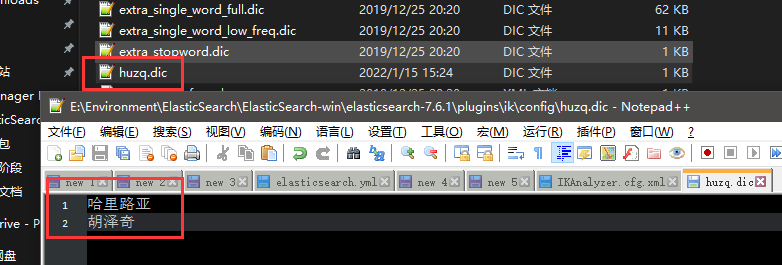 ownloads
extra_single_word_full.dic 2019/12/25 20:20 DIC 文件 62 KB
extra_single_word_low_freq.dic 2019/12/25 20:20 DIC 文件 11 KB
extra_stopword.dic 2019/12/25 20:20 DIC 文件 1 KB
站 huzq.dic 2022/1/15 15:24 DIC 文件 1 KB
anager
E:\Environment\ElasticSearch\ElasticSearch-win\elasticsearch-7.6.1\plugins\ik\config\huzq.dic - Notepad++
sticSear
文件(F) 编辑(E) 搜索(S) 视图(V) 编码(N) 语言(L) 设置(T) 工具(O) 宏(M) 运行(R) 插件(P) 窗口(W) ?
包
阶段
new 1 new 2 new 3 elasticsearch.yml new 4 new 5 IKAnalyzer.cfg.xml huzq.dic
文档
1 哈里路亚
2 胡泽奇
rive - P
网盘